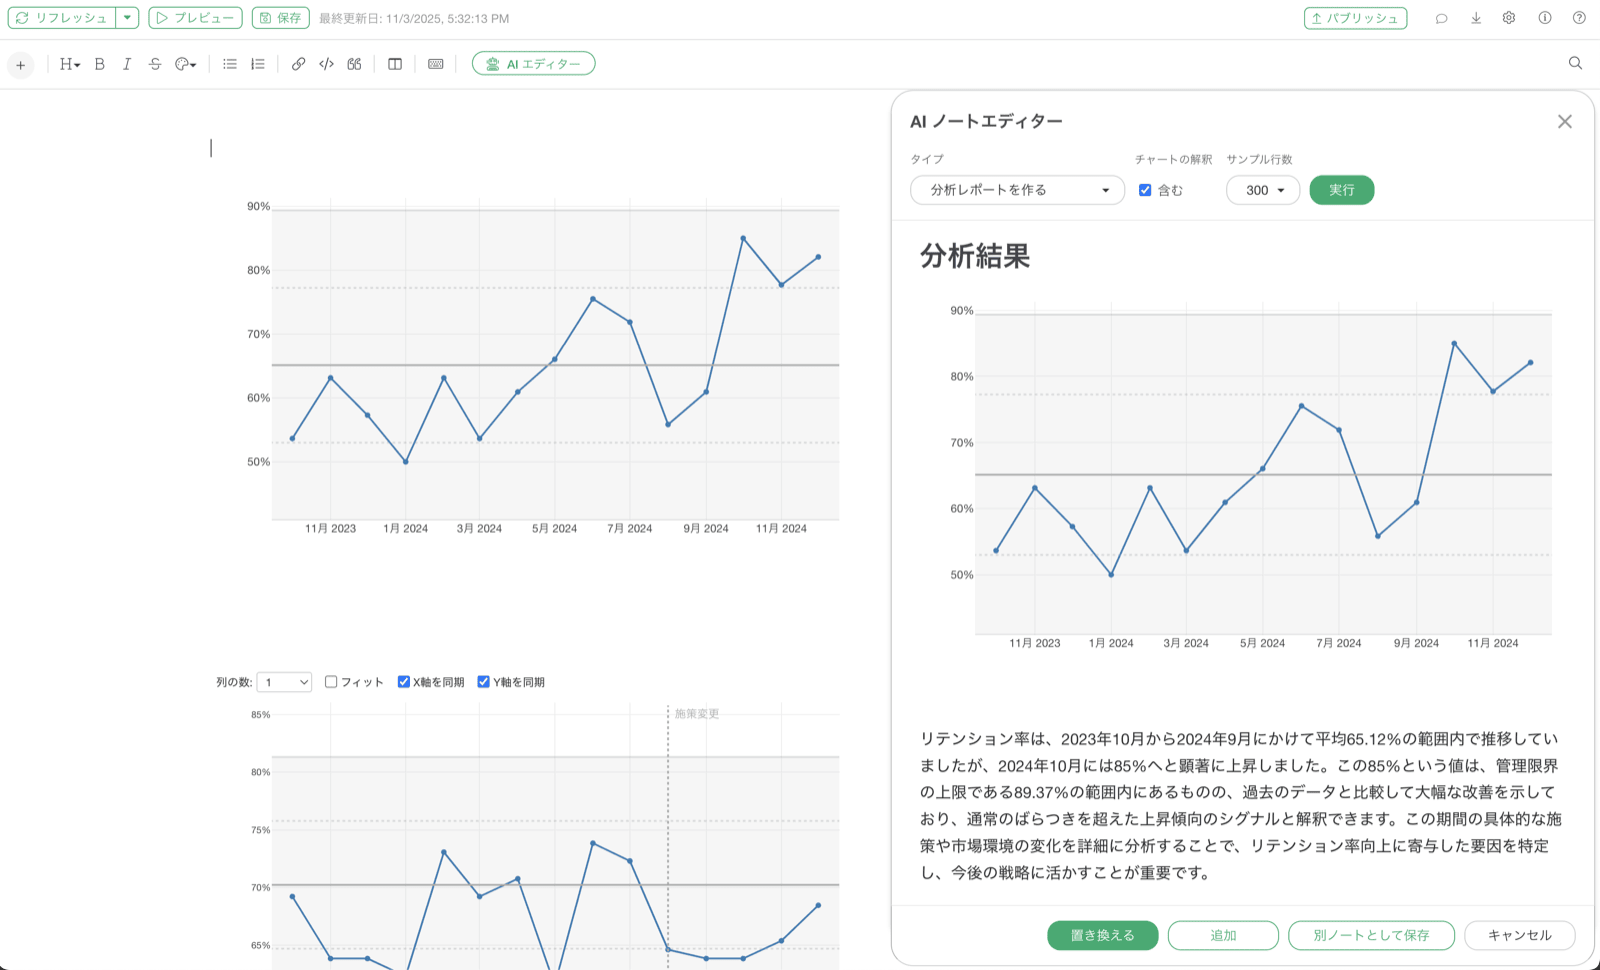 リフレッシュ プレビュー 保存 最終更新日: 11/3/2025, 5:32:13 PM パブリッシュ
H B I S AI エディター
AI ノートエディター
タイプ チャートの解釈 サンプル行数
分析レポートを作る 含む 300 実行
分析結果
90%
80%
70%
60%
50%
11月 2023 1月 2024 3月 2024 5月 2024 7月 2024 9月 2024 11月 2024
90%
80%
70%
60%
50%
11月 2023 1月 2024 3月 2024 5月 2024 7月 2024 9月 2024 11月 2024
列の数: 1 フィット X軸を同期 Y軸を同期
施策変更
85%
80%
75%
70%
65%
リテンション率は、2023年10月から2024年9月にかけて平均65.12%の範囲内で推移してい
ましたが、2024年10月には85%へと顕著に上昇しました。この85%という値は、管理限界
の上限である89.37%の範囲内にあるものの、過去のデータと比較して大幅な改善を示して
おり、通常のばらつきを超えた上昇傾向のシグナルと解釈できます。この期間の具体的な施
策や市場環境の変化を詳細に分析することで、リテンション率向上に寄与した要因を特定
し、今後の戦略に活かすことが重要です。
置き換える 追加 別ノートとして保存 キャンセル